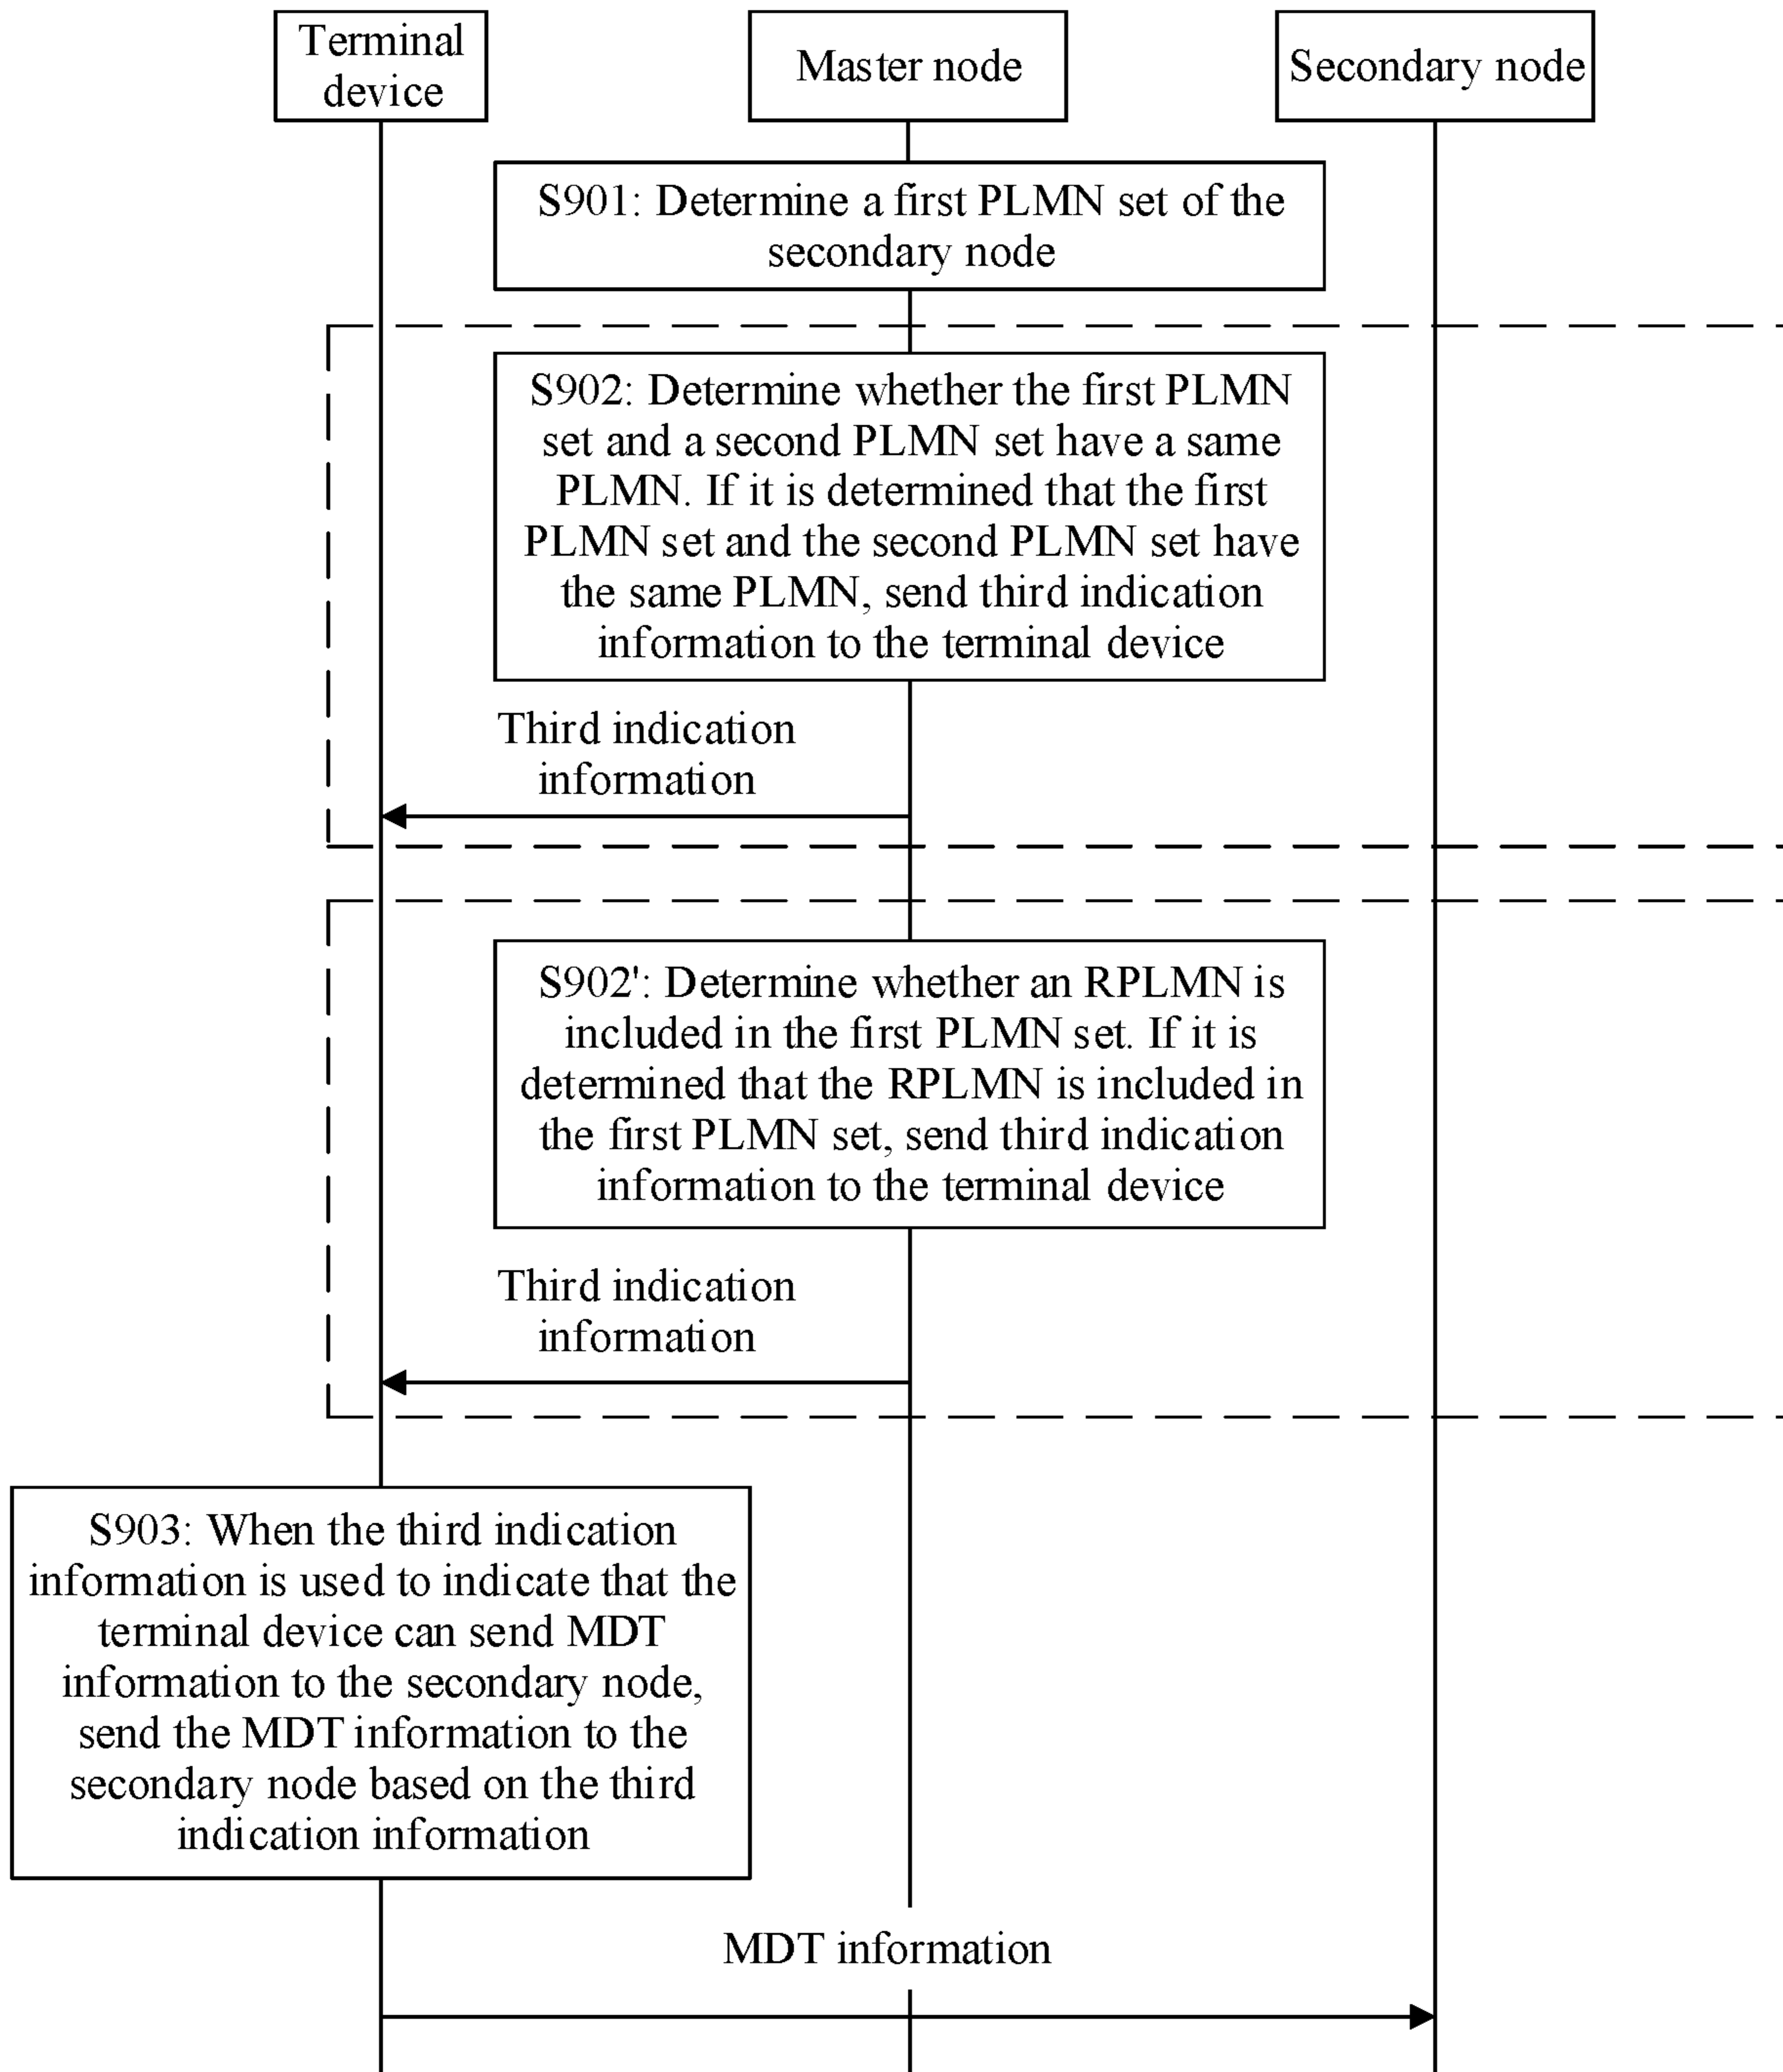 Terminal
device
Master node
Secondary node
S901: Determine a first PLMN set of the
secondary node
S902: Determine whether the first PLMN
set and a second PLMN set have a same
PLMN. If it is determined that the first
PLMN set and the second PLMN set have
the same PLMN, send third indication
information to the terminal device
Third indication
information
S902': Determine whether an RPLMN is
included in the first PLMN set. If it is
determined that the RPLMN is included in
the first PLMN set, send third indication
information to the terminal device
Third indication
information
S903: When the third indication
information is used to indicate that the
terminal device can send MDT
information to the secondary node,
send the MDT information to the
secondary node based on the third
indication information
MDT information